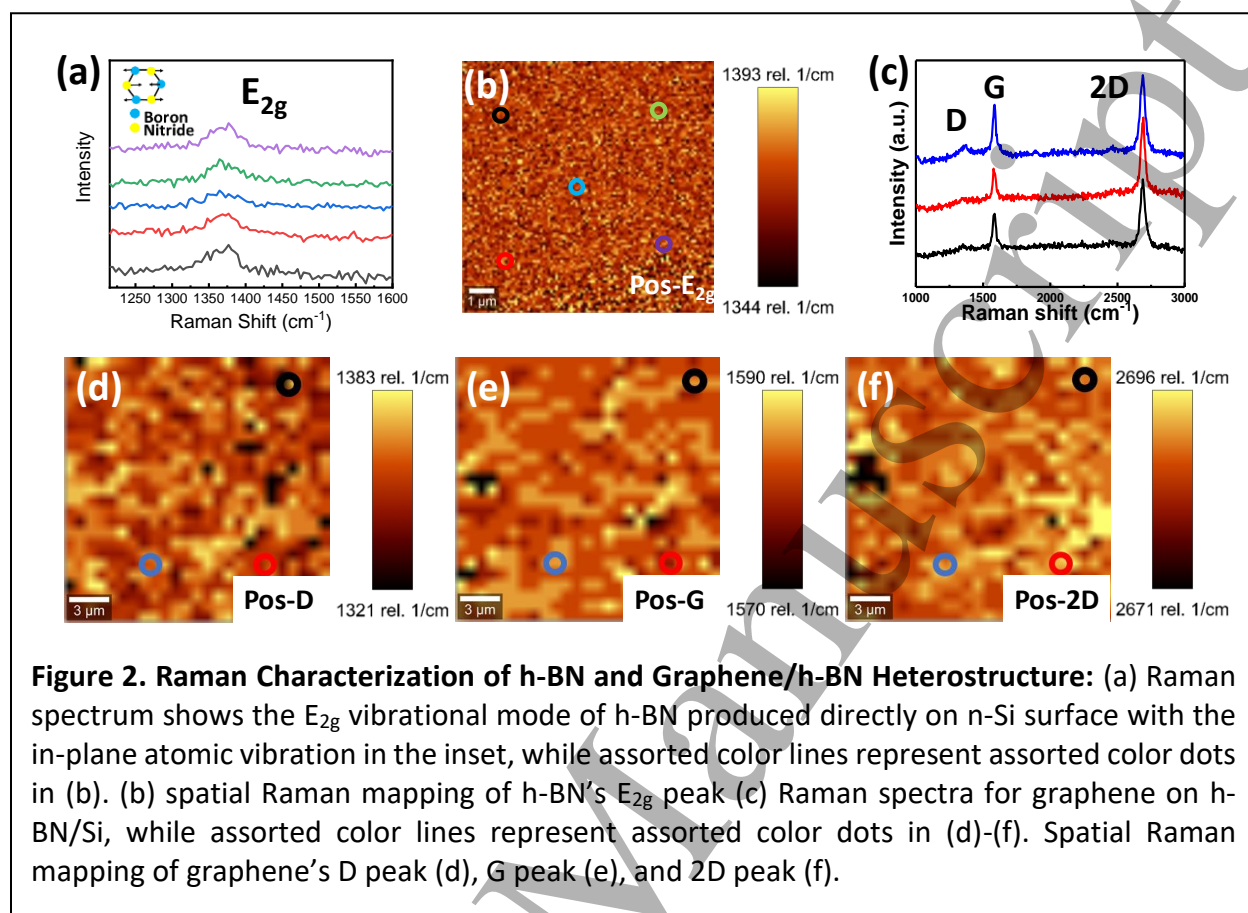 (a)
E2g
Boron
Nitride
Intensity
1250 1300 1350 1400 1450 1500 1550 1600
Raman Shift (cm-1)
(b)
1393 rel. 1/cm
1 µm
Pos-E2g
1344 rel. 1/cm
(c)
D
G
2D
Intensity (a.u.)
1000 1500 2000 2500 3000
Raman shift (cm-1)
(d)
1383 rel. 1/cm
3 µm
Pos-D
1321 rel. 1/cm
(e)
1590 rel. 1/cm
3 µm
Pos-G
1570 rel. 1/cm
(f)
2696 rel. 1/cm
3 µm
Pos-2D
2671 rel. 1/cm
Figure 2. Raman Characterization of h-BN and Graphene/h-BN Heterostructure: (a) Raman
spectrum shows the E2g vibrational mode of h-BN produced directly on n-Si surface with the
in-plane atomic vibration in the inset, while assorted color lines represent assorted color dots
in (b). (b) spatial Raman mapping of h-BN’s E2g peak (c) Raman spectra for graphene on h-
BN/Si, while assorted color lines represent assorted color dots in (d)-(f). Spatial Raman
mapping of graphene’s D peak (d), G peak (e), and 2D peak (f).
Manuscript